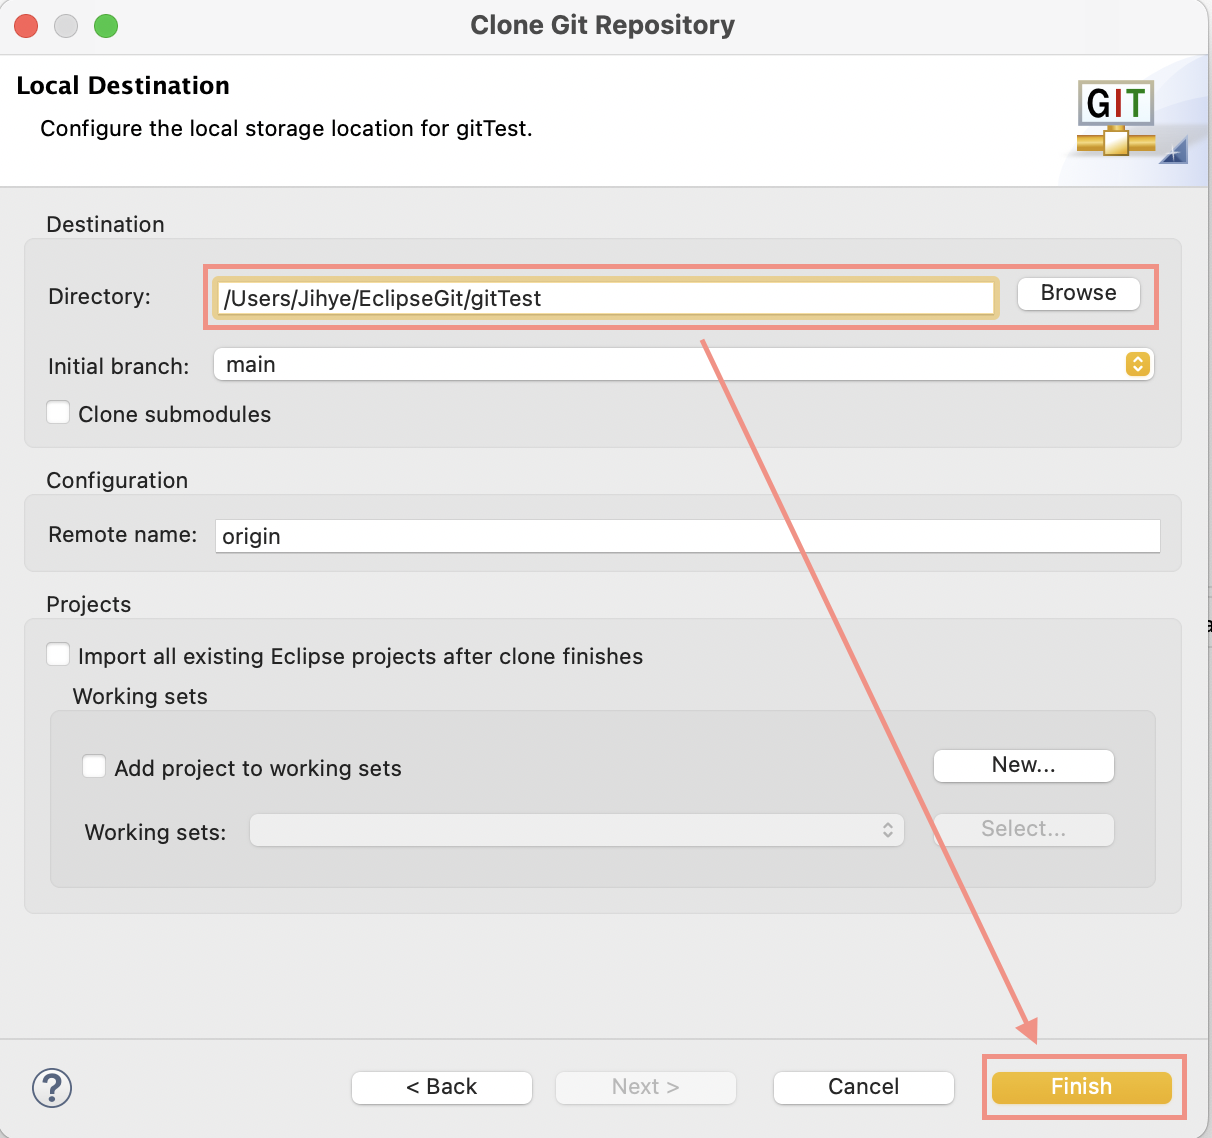 Clone Git Repository
Local Destination
Configure the local storage location for gitTest.
GIT
Destination
Directory: /Users/Jihye/EclipseGit/gitTest Browse
Initial branch: main
Clone submodules
Configuration
Remote name: origin
Projects
Import all existing Eclipse projects after clone finishes
Working sets
Add project to working sets New...
Working sets: Select...
? < Back Next > Cancel Finish